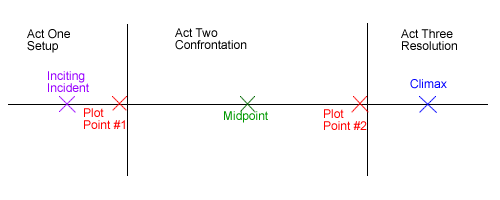 Act One
Setup
Act Two
Confrontation
Act Three
Resolution
Inciting
Incident
Plot
Point #1
Midpoint
Plot
Point #2
Climax